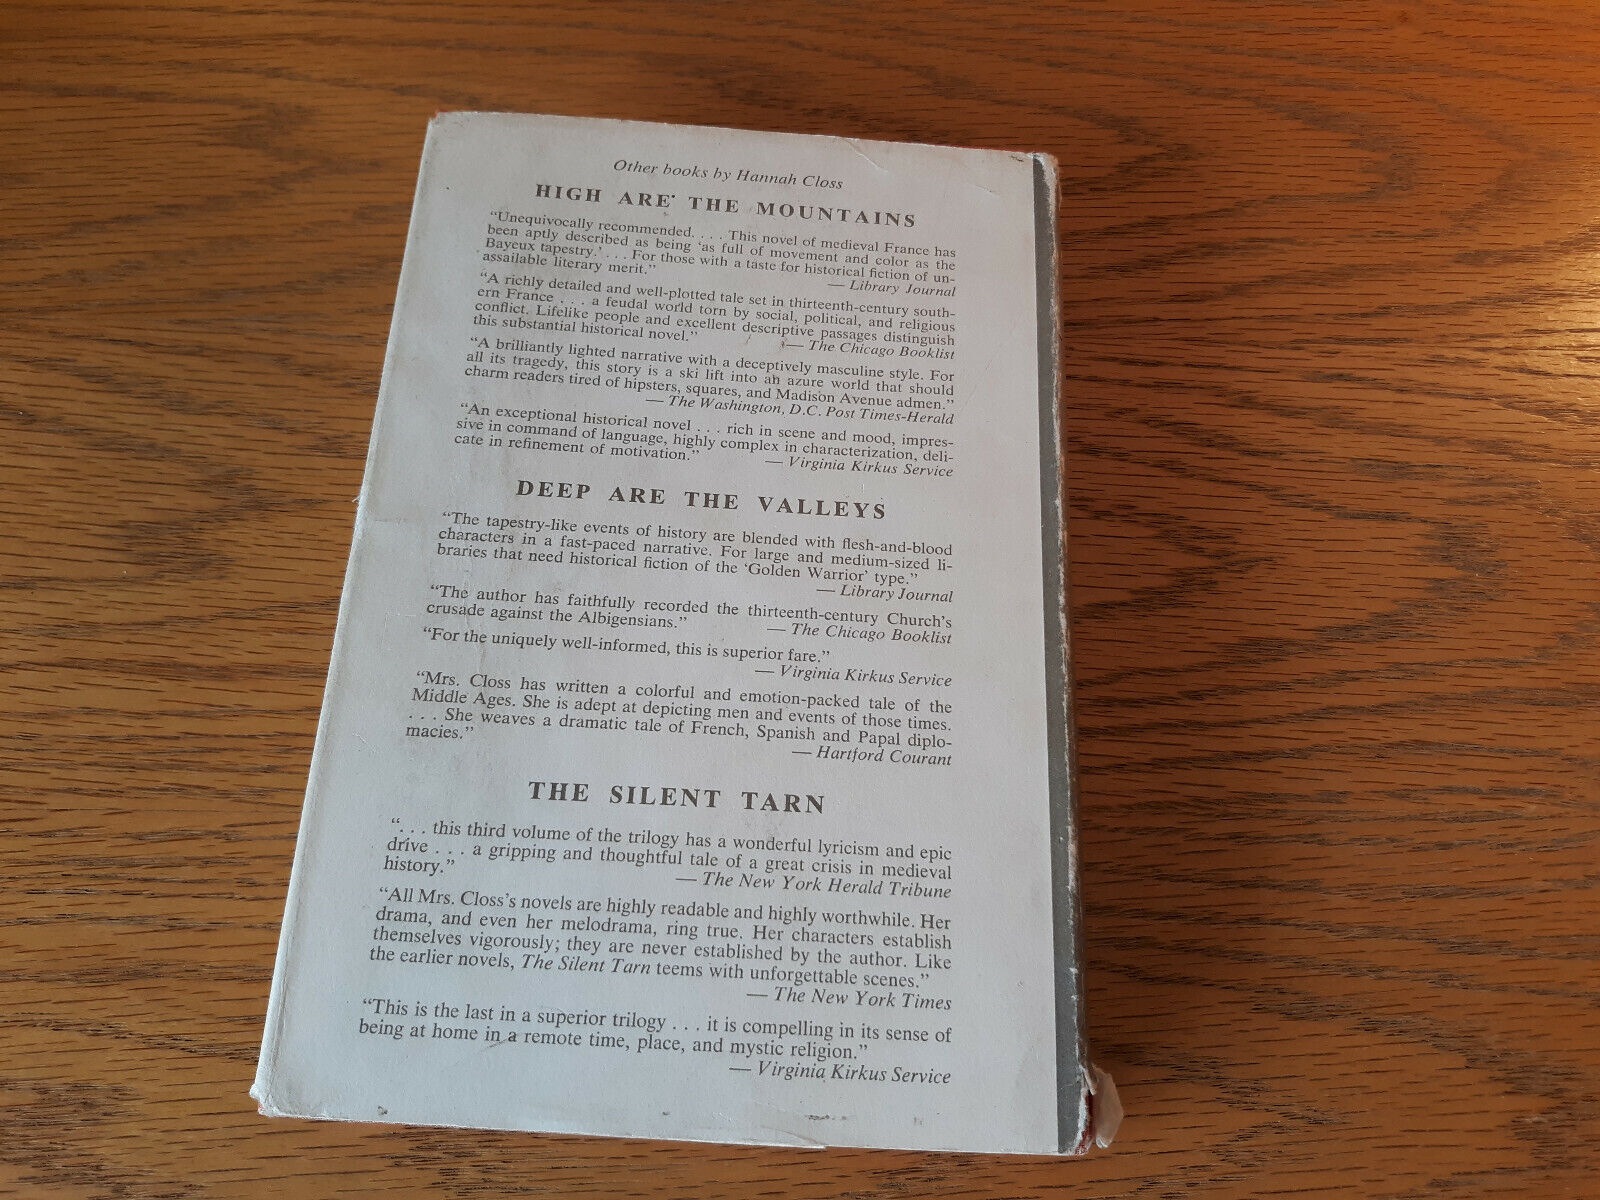 Other books by Hannah Closs
HIGH ARE THE MOUNTAINS
“Unequivocally recommended. . . . This novel of medieval France has
been aptly described as being ‘as full of movement and color as the
Bayeux tapestry.’ . . . For those with a taste for historical fiction of un-
assailable literary merit.”
— Library Journal
“A richly detailed and well-plotted tale set in thirteenth-century south-
ern France . . . a feudal world torn by social, political, and religious
conflict. Lifelike people and excellent descriptive passages distinguish
this substantial historical novel.”
— The Chicago Booklist
“A brilliantly lighted narrative with a deceptively masculine style. For
all its tragedy, this story is a ski lift into an azure world that should
charm readers tired of hipsters, squares, and Madison Avenue admen.”
— The Washington, D.C. Post Times-Herald
“An exceptional historical novel . . . rich in scene and mood, impres-
sive in command of language, highly complex in characterization, deli-
cate in refinement of motivation.”
— Virginia Kirkus Service
DEEP ARE THE VALLEYS
“The tapestry-like events of history are blended with flesh-and-blood
characters in a fast-paced narrative. For large and medium-sized li-
braries that need historical fiction of the ‘Golden Warrior’ type.”
— Library Journal
“The author has faithfully recorded the thirteenth-century Church’s
crusade against the Albigensians.”
— The Chicago Booklist
“For the uniquely well-informed, this is superior fare.”
— Virginia Kirkus Service
“Mrs. Closs has written a colorful and emotion-packed tale of the
Middle Ages. She is adept at depicting men and events of those times.
. . . She weaves a dramatic tale of French, Spanish and Papal diplo-
macies.”
— Hartford Courant
THE SILENT TARN
“. . . this third volume of the trilogy has a wonderful lyricism and epic
drive . . . a gripping and thoughtful tale of a great crisis in medieval
history.”
— The New York Herald Tribune
“All Mrs. Closs’s novels are highly readable and highly worthwhile. Her
drama, and even her melodrama, ring true. Her characters establish
themselves vigorously; they are never established by the author. Like
the earlier novels, The Silent Tarn teems with unforgettable scenes.”
— The New York Times
“This is the last in a superior trilogy . . . it is compelling in its sense of
being at home in a remote time, place, and mystic religion.”
— Virginia Kirkus Service